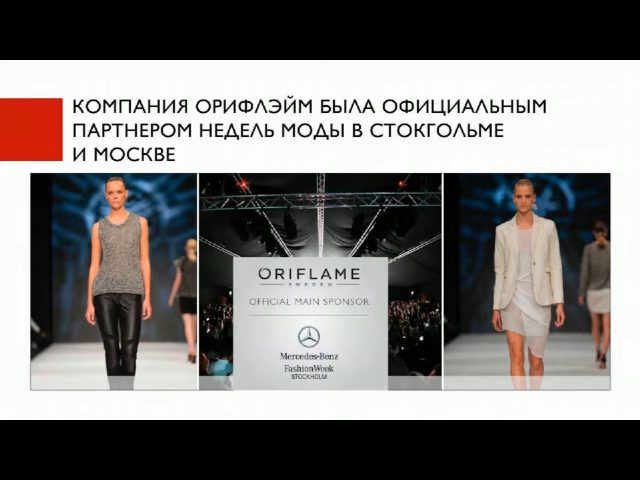 КОМПАНИЯ ОРИФЛЭЙМ БЫЛА ОФИЦИАЛЬНЫМ
ПАРТНЕРОМ НЕДЕЛЬ МОДЫ В СТОКГОЛЬМЕ
И МОСКВЕ
ORIFLAME
SWEDEN
OFFICIAL MAIN SPONSOR
Mercedes-Benz
FashionWeek
STOCKHOLM